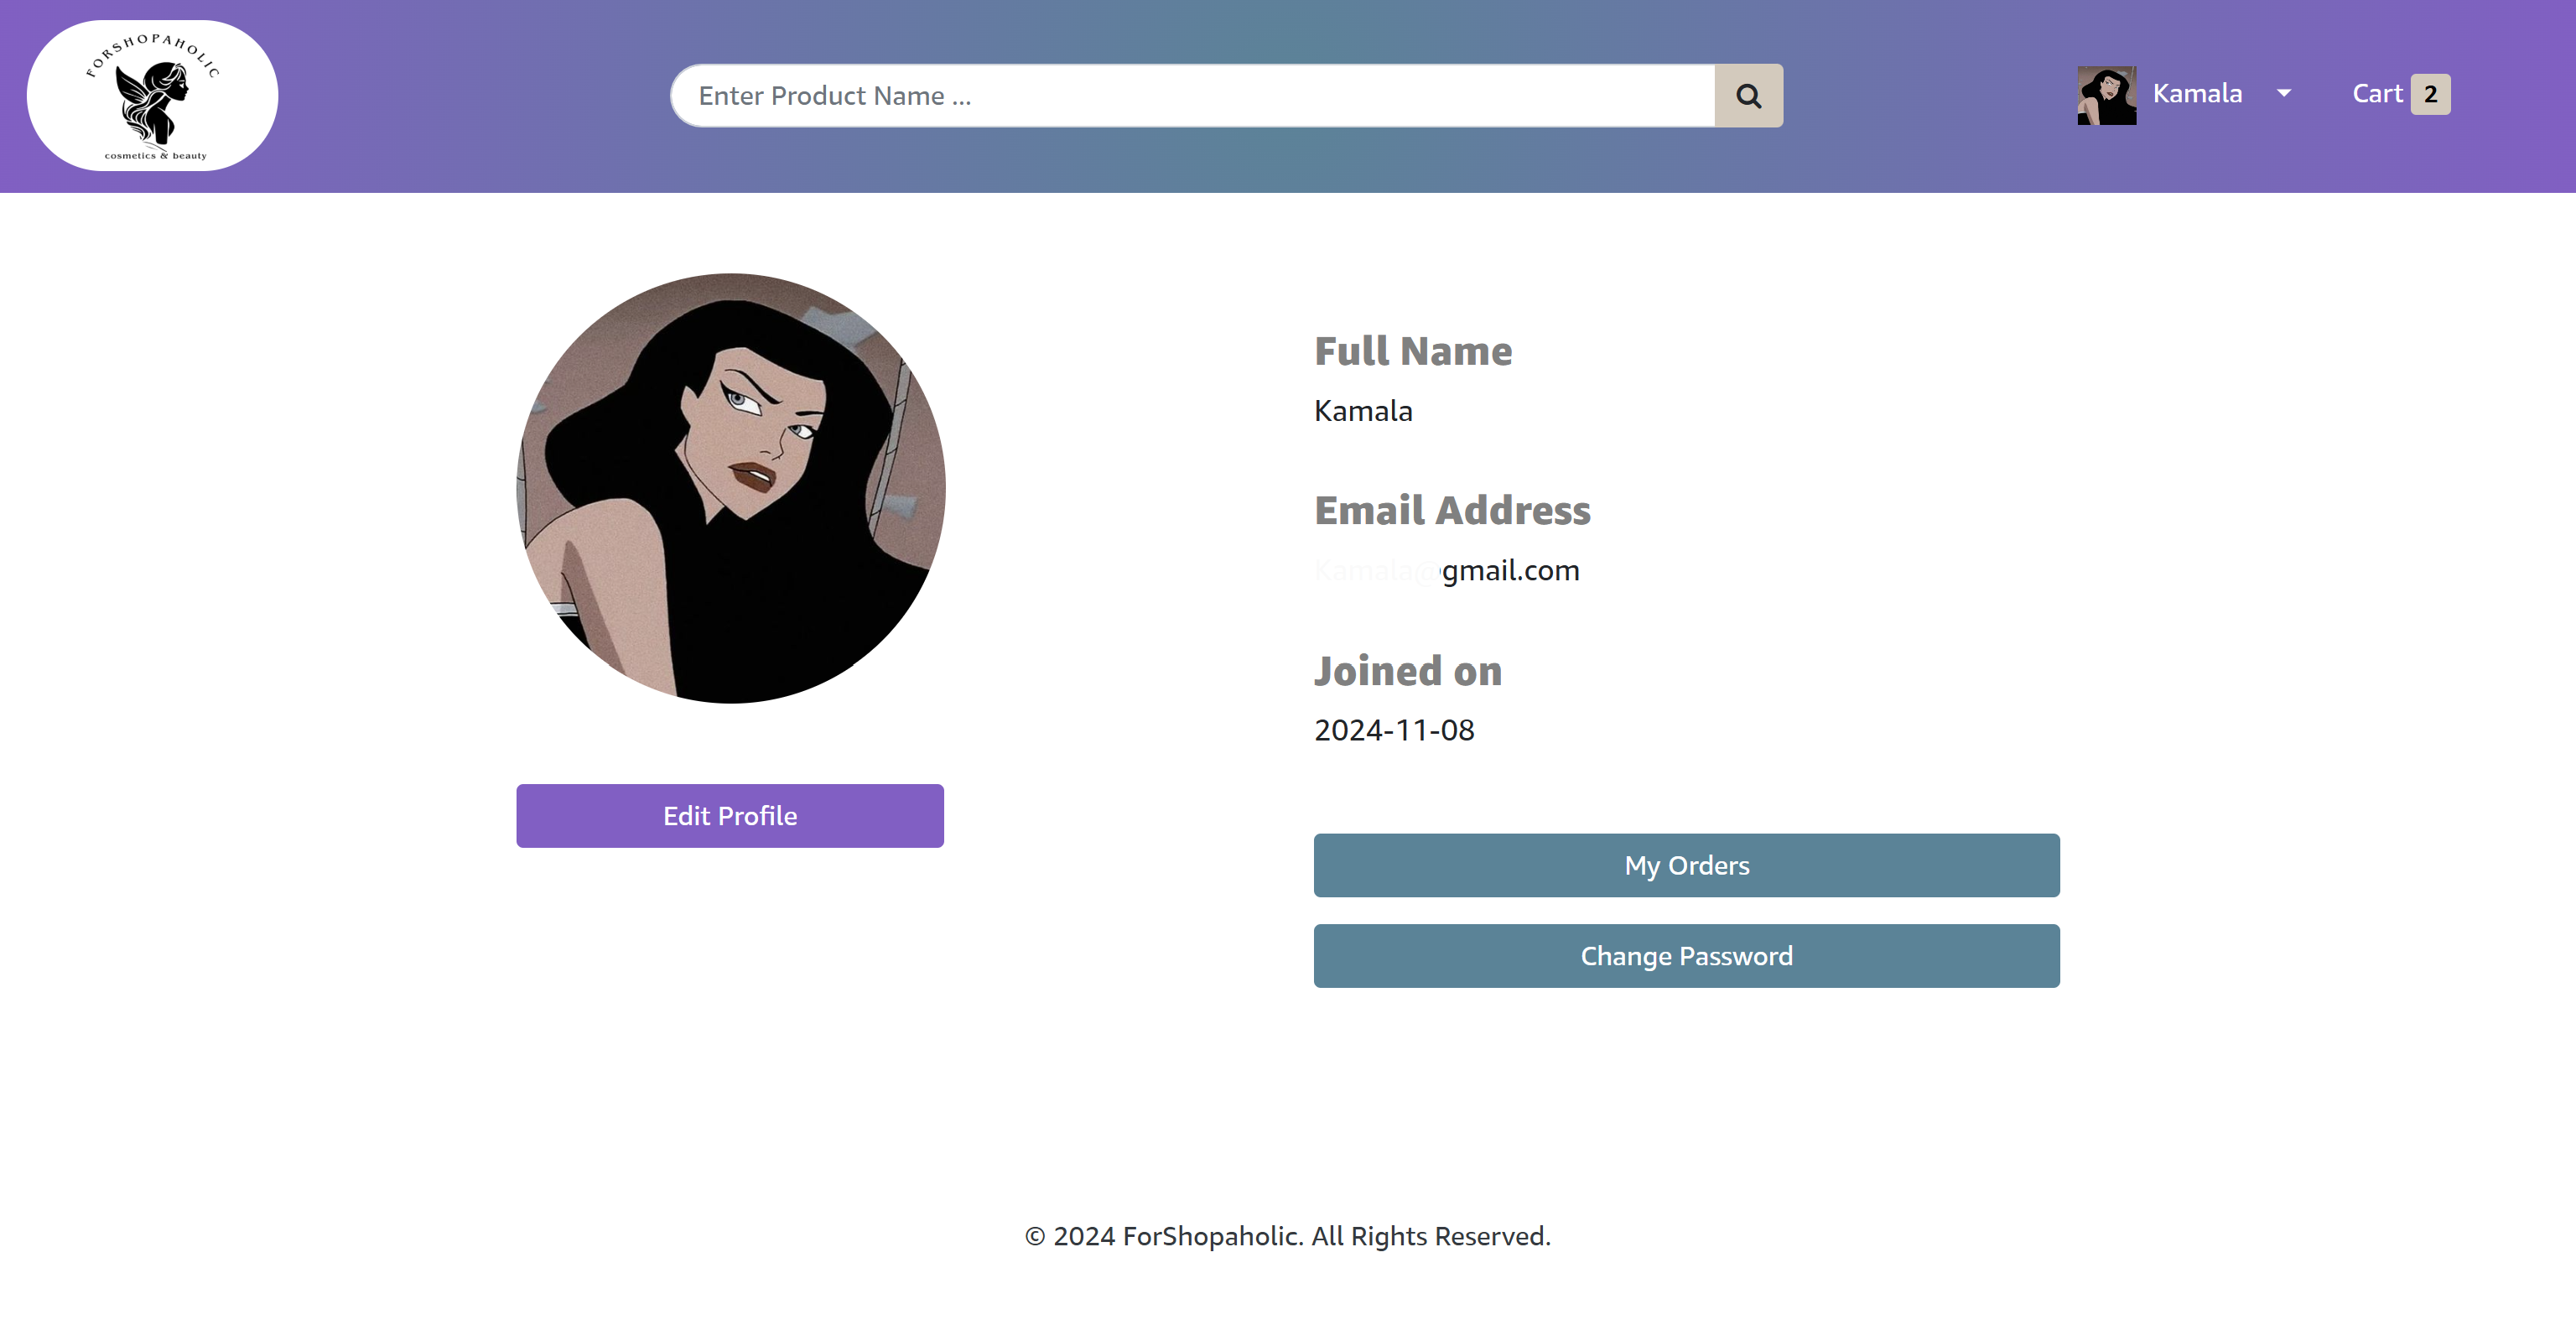 FORSHOPAHOLIC
cosmetics & beauty
Enter Product Name ...
Kamala
Cart 2
Full Name
Kamala
Email Address
gmail.com
Joined on
2024-11-08
Edit Profile
My Orders
Change Password
© 2024 ForShopaholic. All Rights Reserved.